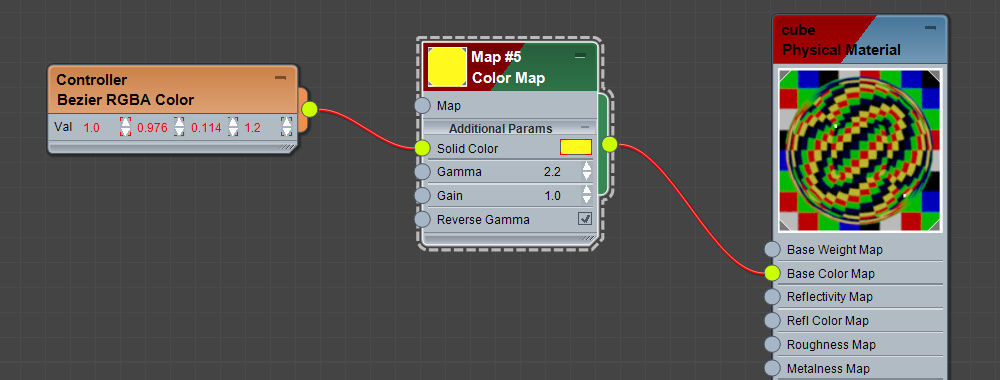 Controller
Bezier RGBA Color
Val 1.0 0.976 0.114 1.2
Map #5
Color Map
Map
Additional Params
Solid Color
Gamma 2.2
Gain 1.0
Reverse Gamma
cube
Physical Material
Base Weight Map
Base Color Map
Reflectivity Map
Refl Color Map
Roughness Map
Metalness Map